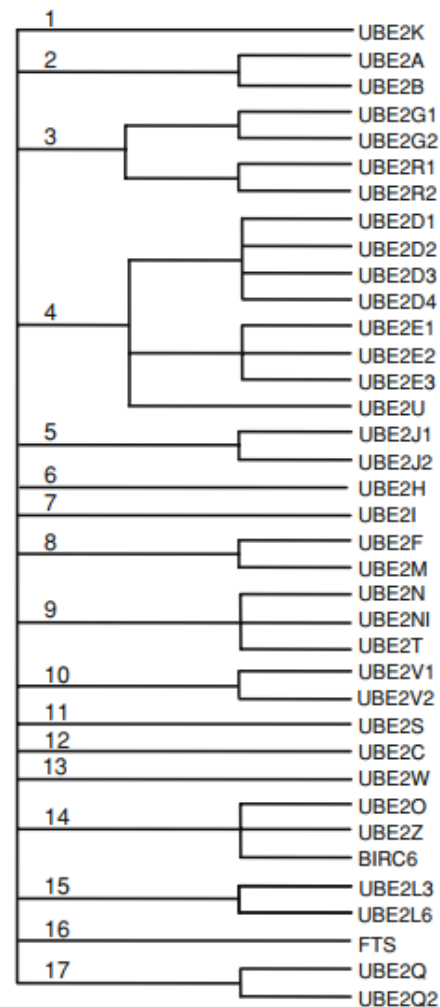 1
UBE2K
2
UBE2A
UBE2B
3
UBE2G1
UBE2G2
UBE2R1
UBE2R2
4
UBE2D1
UBE2D2
UBE2D3
UBE2D4
UBE2E1
UBE2E2
UBE2E3
UBE2U
5
UBE2J1
UBE2J2
6
UBE2H
7
UBE2I
8
UBE2F
UBE2M
9
UBE2N
UBE2NI
UBE2T
10
UBE2V1
UBE2V2
11
UBE2S
12
UBE2C
13
UBE2W
14
UBE2O
UBE2Z
BIRC6
15
UBE2L3
UBE2L6
16
FTS
17
UBE2Q
UBE2Q2